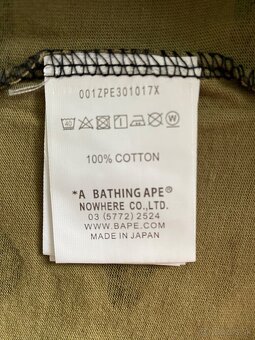 001ZPE301017X
100% COTTON
*A BATHING APE®
NOWHERE CO.,LTD.
03 (5772) 2524
WWW.BAPE.COM
MADE IN JAPAN